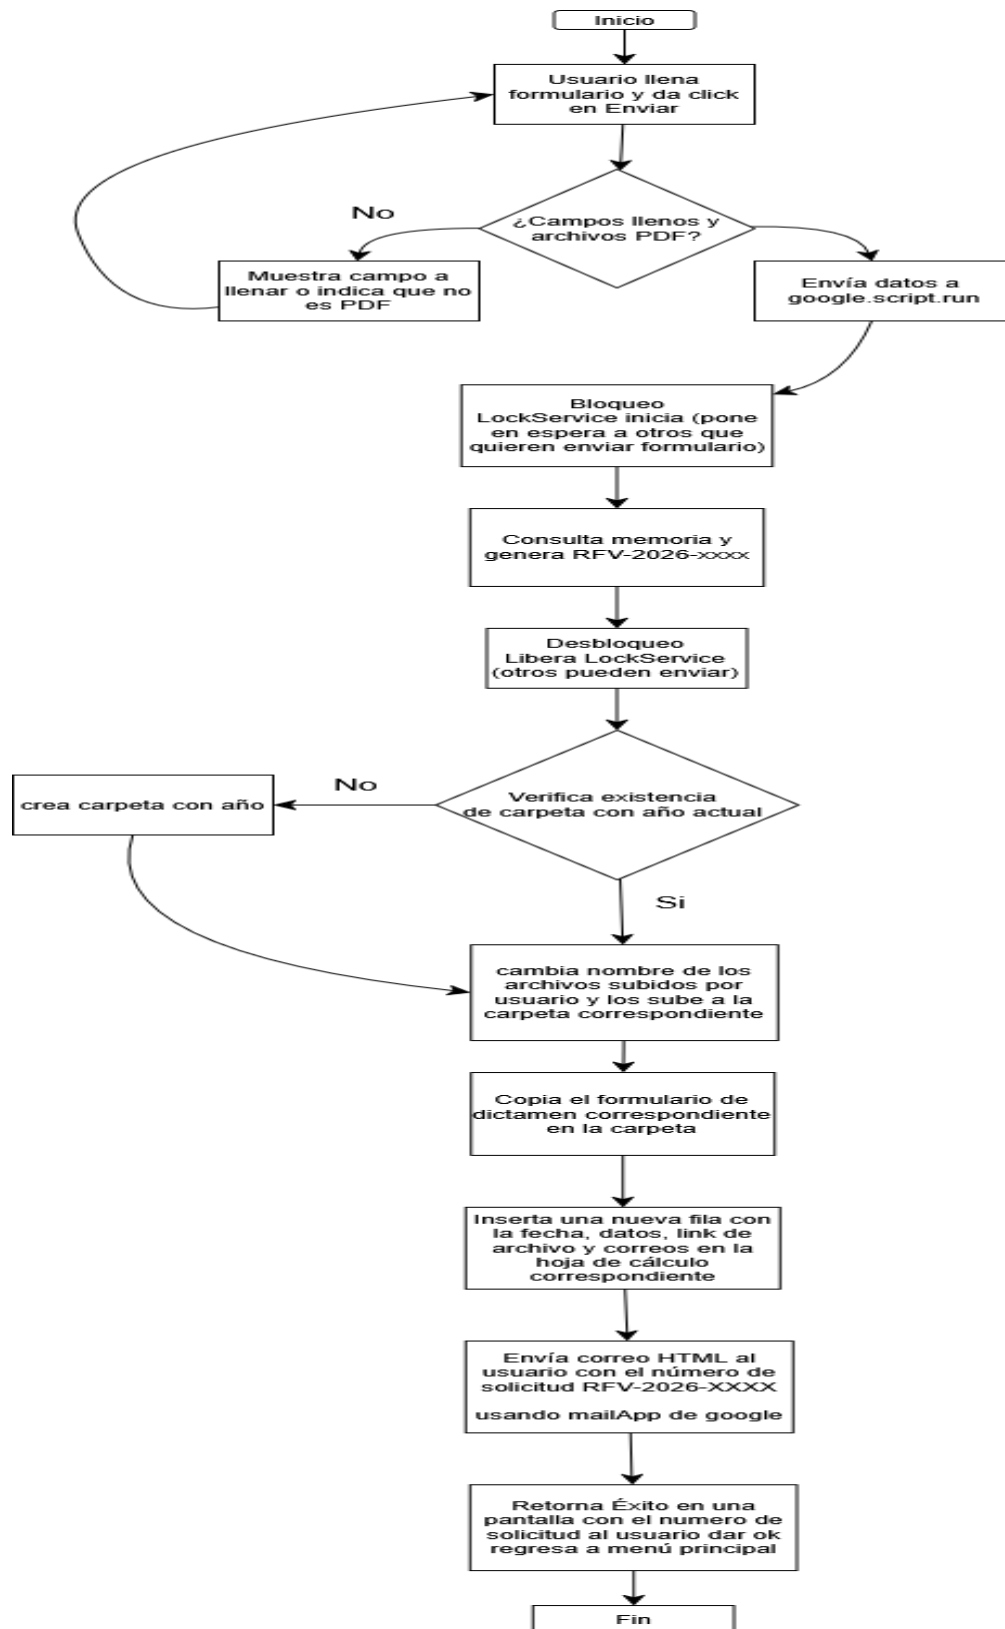 Inicio
Usuario llena
formulario y da click
en Enviar
¿Campos llenos y
archivos PDF?
No
Muestra campo a
llenar o indica que no
es PDF
Envía datos a
google.script.run
Bloqueo
LockService inicia (pone
en espera a otros que
quieren enviar formulario)
Consulta memoria y
genera RFV-2026-xxxx
Desbloqueo
Libera LockService
(otros pueden enviar)
Verifica existencia
de carpeta con año actual
No
crea carpeta con año
Si
cambia nombre de los
archivos subidos por
usuario y los sube a la
carpeta correspondiente
Copia el formulario de
dictamen correspondiente
en la carpeta
Inserta una nueva fila con
la fecha, datos, link de
archivo y correos en la
hoja de cálculo
correspondiente
Envía correo HTML al
usuario con el número de
solicitud RFV-2026-XXXX
usando mailApp de google
Retorna Éxito en una
pantalla con el numero de
solicitud al usuario dar ok
regresa a menú principal
Fin